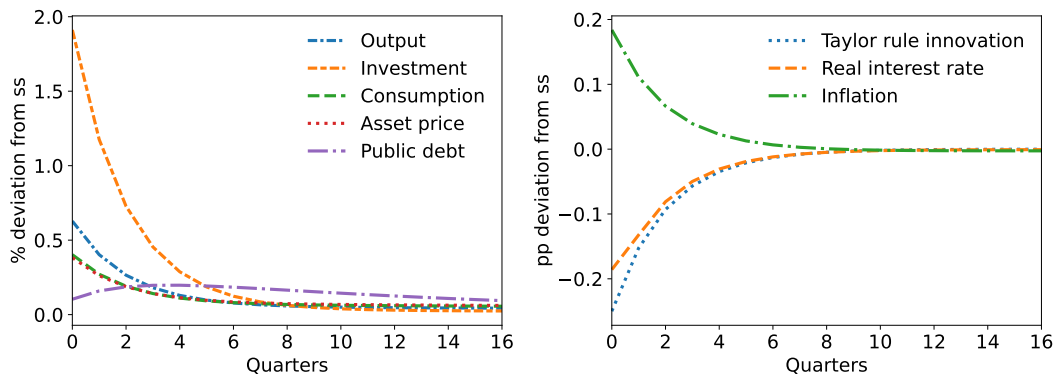 % deviation from ss
2.0
1.5
1.0
0.5
0.0
Output
Investment
Consumption
Asset price
Public debt
0 2 4 6 8 10 12 14 16
Quarters
pp deviation from ss
0.2
0.1
0.0
−0.1
−0.2
Taylor rule innovation
Real interest rate
Inflation
0 2 4 6 8 10 12 14 16
Quarters